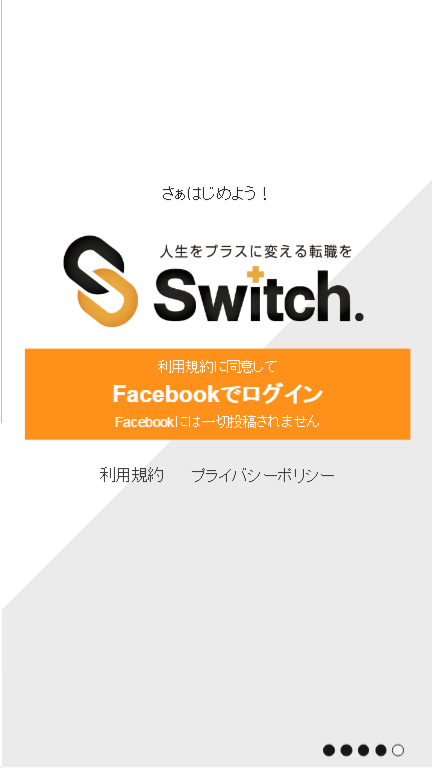 さぁはじめよう！
人生をプラスに変える転職を
Switch.
利用規約に同意して
Facebookでログイン
Facebookには一切投稿されません
利用規約 プライバシーポリシー